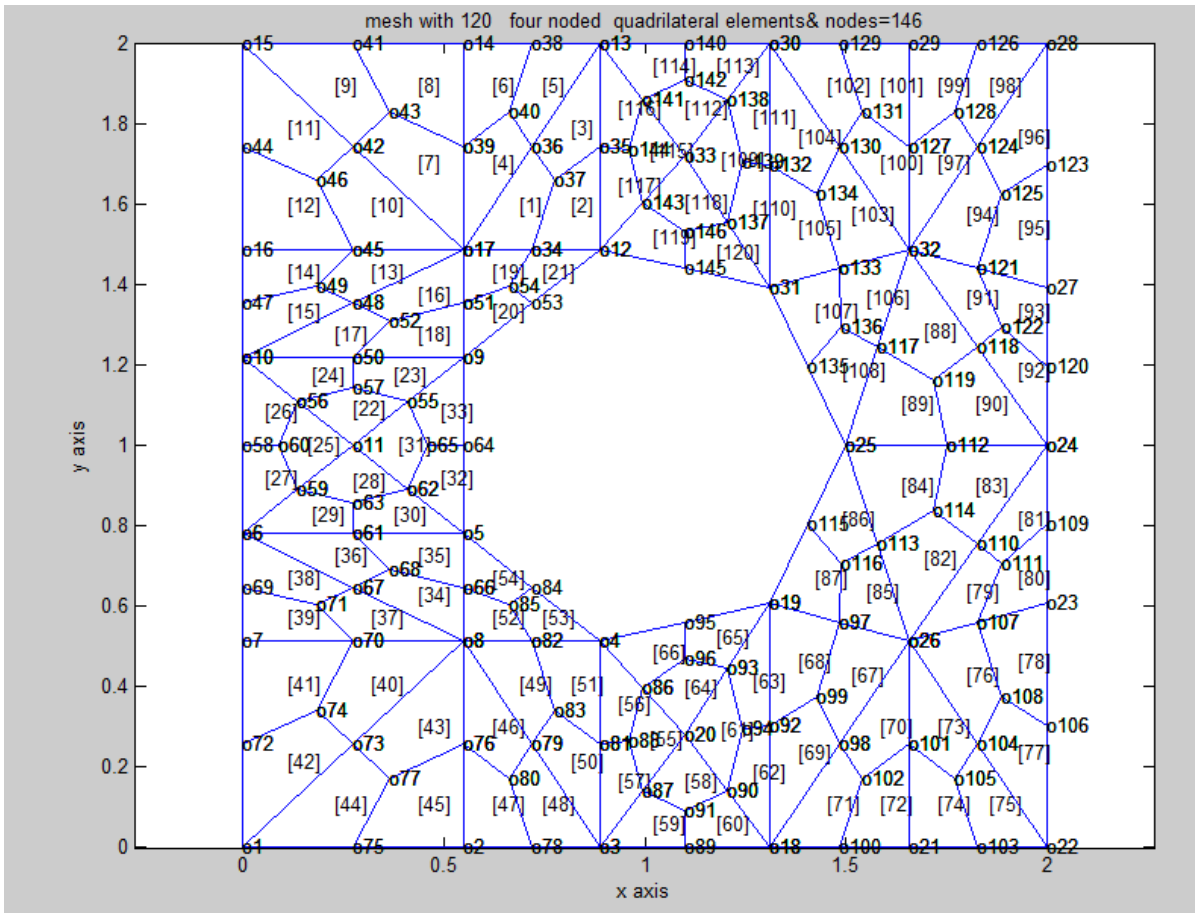 mesh with 120 four noded quadrilateral elements& nodes=146
2 o15 o41 o14 o38 o13 o140 o30 o129 o29 o126 o28
[114] [113]
[9] [8] [6] [5] o142 [102] [101] [99] [98]
o141 o138
o43 o40 [116] [112] o131 o128
1.8 [11] [3] [111]
[104] [96]
o44 o42 o39 o36 o35 o144 [115] o33 o130 o127 o124
[7] [4] [109] o139 o132 [100] [97] o123
o46 o37
[117] o134 o125
1.6 [12] [10] [1] [2] o143 [118] [110] [103] [94]
o137
o146 [105] [95]
o16 o45 o17 o34 o12 [119] [120] o32
[14] [13] [19] [21] o145 o133 o121
1.4 o49 o54 o31 o27
o47 [15] o48 [16] o51 [20] o53 [106] [91]
o52 [107] [93]
[17] [18] o136 [88] o122
1.2 o10 o50 o9 o135 o117 o118 o120
[24] [23] [108] o119 [92]
o57
[26] o56 [22] o55 [33] [89] [90]
1 o58 o60 [25] o11 [31] o65 o64 o25 o112 o24
[27] [28] [32] [84] [83]
o59 o63 o62
[29] [30] o115 [86] o114 [81] o109
0.8 o6 o61 o5
[36] [35] o113 [82] o110
o68 o116 o111
[38] [54] [87] [79] [80]
o69 o67 [34] o66 o84
0.6 o71 o85 o19 [85] o23
[39] [37] [52] [53] o95 o97 o107
o7 o70 o8 o82 o4 [65] o26
[66] o96
[41] [40] [49] [51] o86 [64] o93 [63] [68] [67] [76] [78]
0.4 o74 o83 [56] o99 o108
[43] [46] o94 o92 [70] [73] o106
o72 o73 o76 o79 o81 [55] o20 o98 o101 o104
[42] [50] [57] [58] [62] [69] [77]
0.2 o77 o80 o87 o90 o102 o105
[44] [45] [47] [48] o91 [71] [72] [74] [75]
[59] [60]
0 o1 o75 o2 o78 o3 o89 o18 o100 o21 o103 o22
0 0.5 1 1.5 2
x axis
y axis